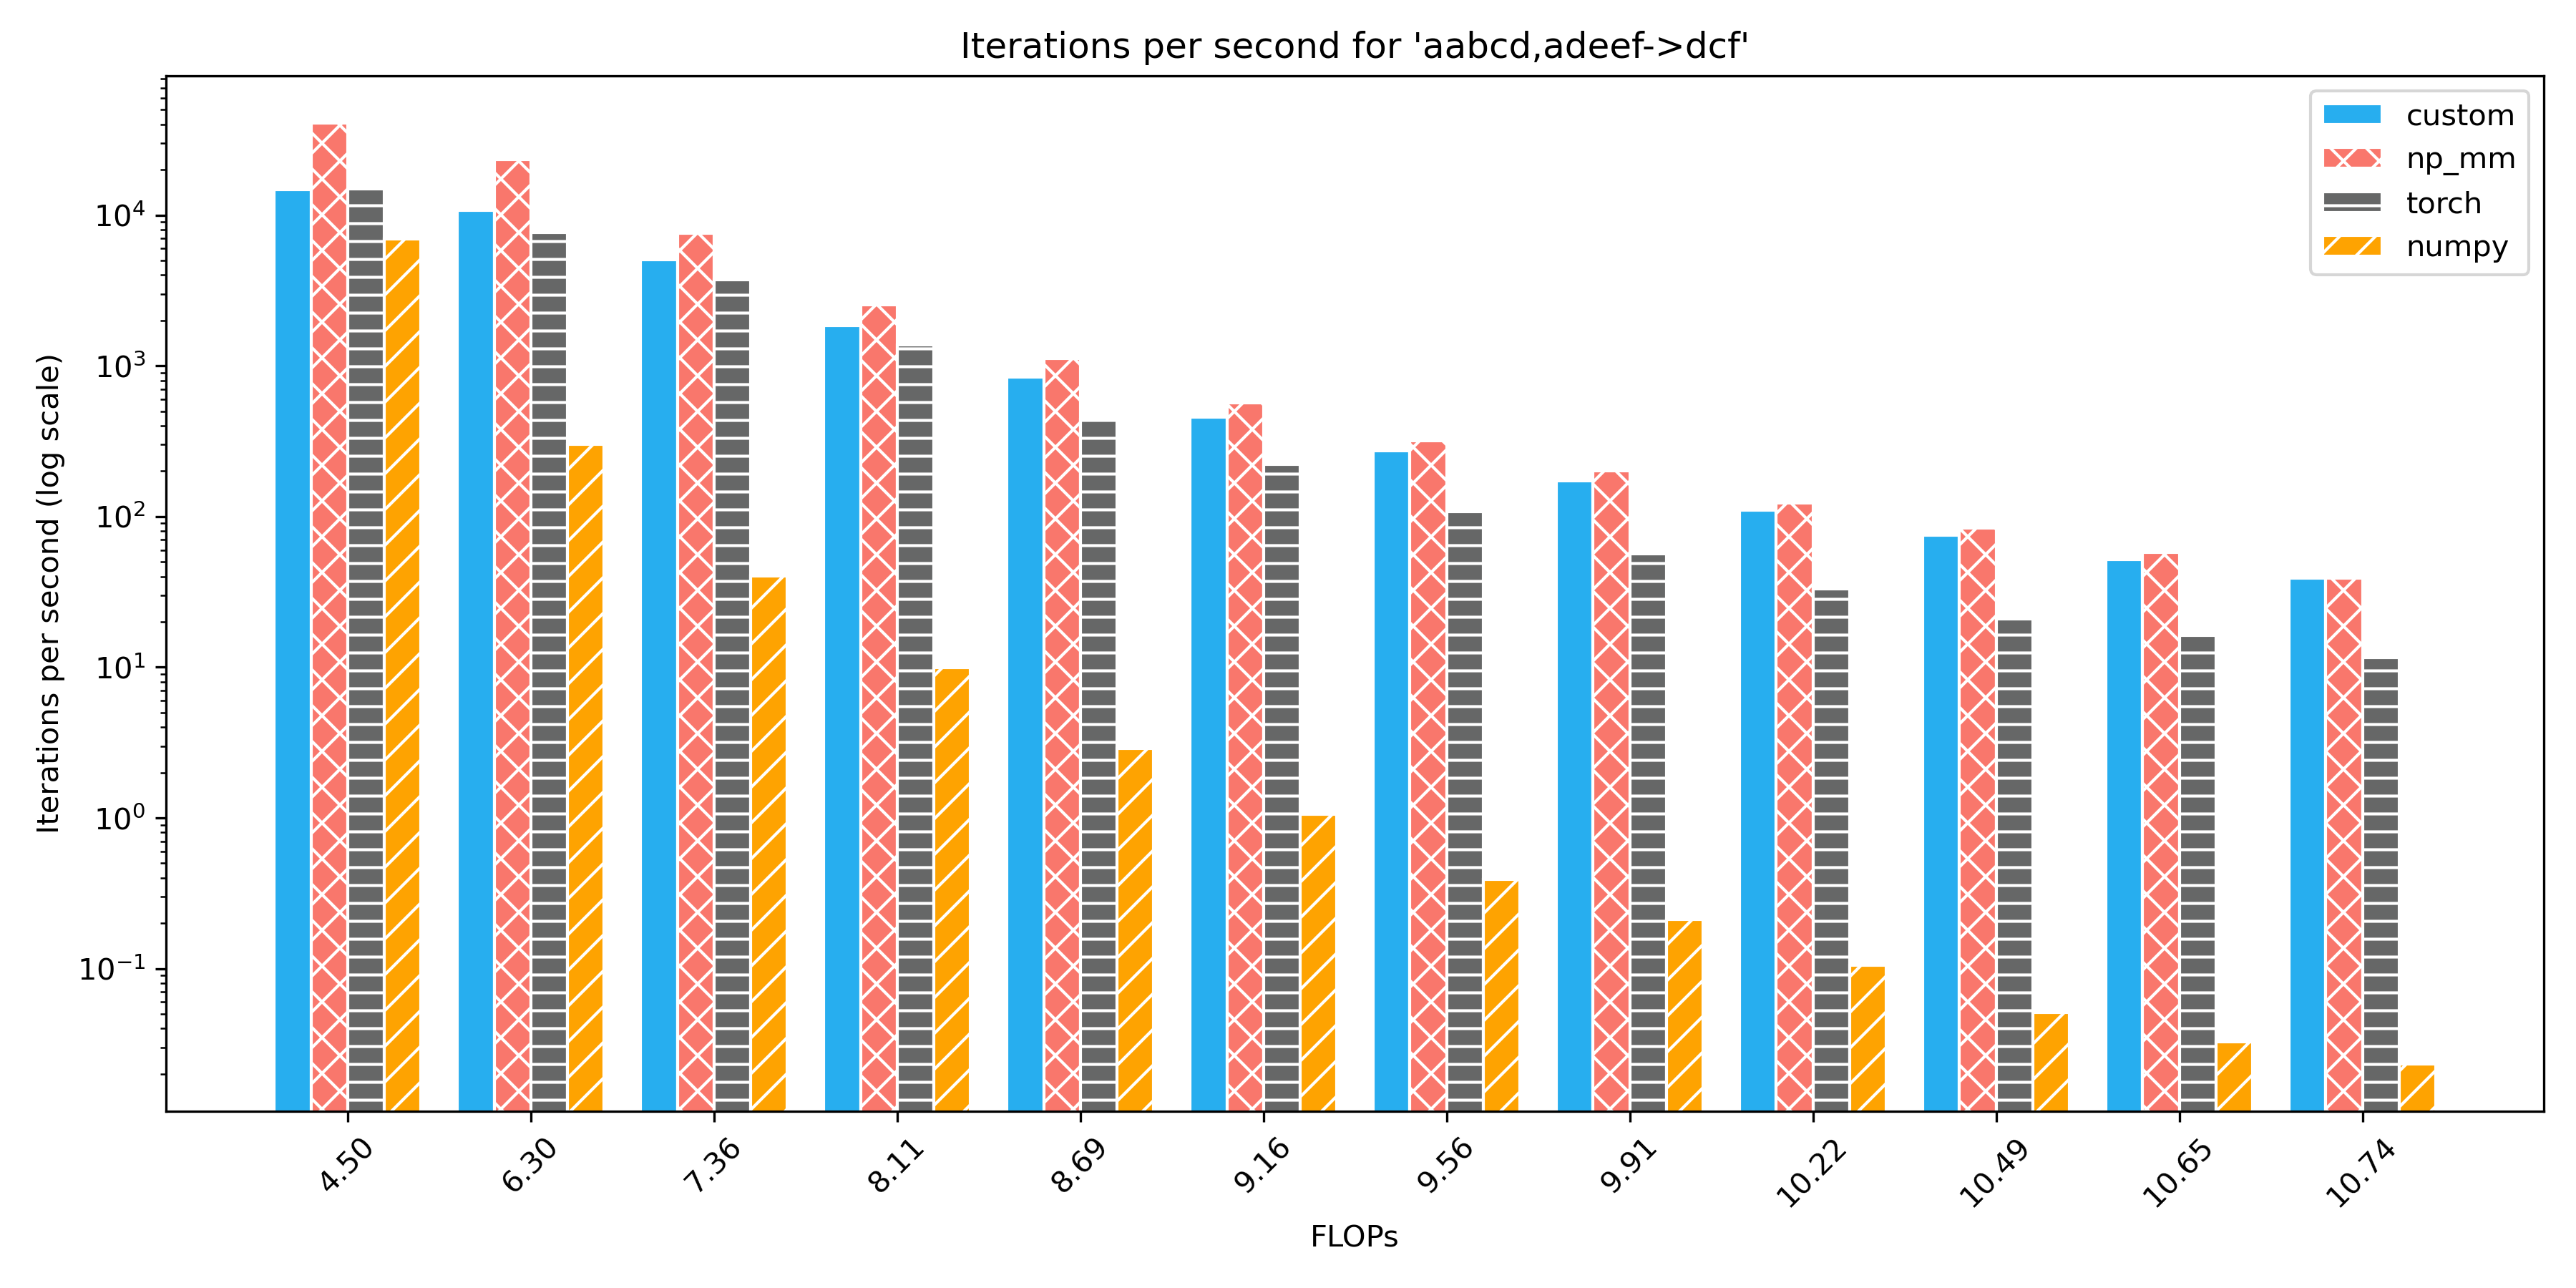 Iterations per second for 'aabcd,adeef->dcf'
custom
np_mm
torch
numpy
Iterations per second (log scale)
10⁴
10³
10²
10¹
10⁰
10⁻¹
4.50 6.30 7.36 8.11 8.69 9.16 9.56 9.91 10.22 10.49 10.65 10.74
FLOPs